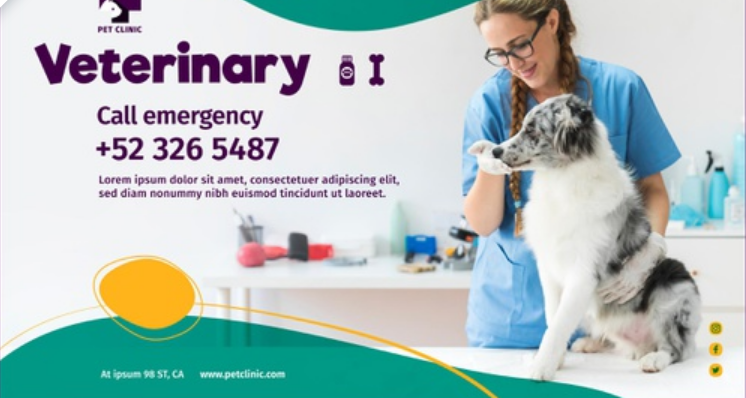 PET CLINIC
Veterinary
Call emergency
+52 326 5487
Lorem ipsum dolor sit amet, consectetuer adipiscing elit,
sed diam nonummy nibh euismod tincidunt ut laoreet.
At ipsum 98 ST, CA www.petclinic.com